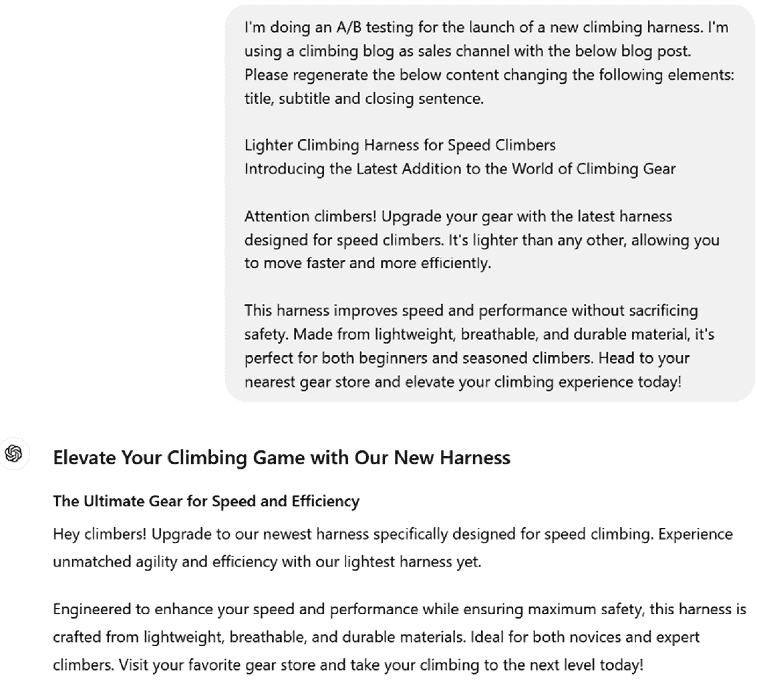 I'm doing an A/B testing for the launch of a new climbing harness. I'm
using a climbing blog as sales channel with the below blog post.
Please regenerate the below content changing the following elements:
title, subtitle and closing sentence.
Lighter Climbing Harness for Speed Climbers
Introducing the Latest Addition to the World of Climbing Gear
Attention climbers! Upgrade your gear with the latest harness
designed for speed climbers. It's lighter than any other, allowing you
to move faster and more efficiently.
This harness improves speed and performance without sacrificing
safety. Made from lightweight, breathable, and durable material, it's
perfect for both beginners and seasoned climbers. Head to your
nearest gear store and elevate your climbing experience today!
Elevate Your Climbing Game with Our New Harness
The Ultimate Gear for Speed and Efficiency
Hey climbers! Upgrade to our newest harness specifically designed for speed climbing. Experience
unmatched agility and efficiency with our lightest harness yet.
Engineered to enhance your speed and performance while ensuring maximum safety, this harness is
crafted from lightweight, breathable, and durable materials. Ideal for both novices and expert
climbers. Visit your favorite gear store and take your climbing to the next level today!